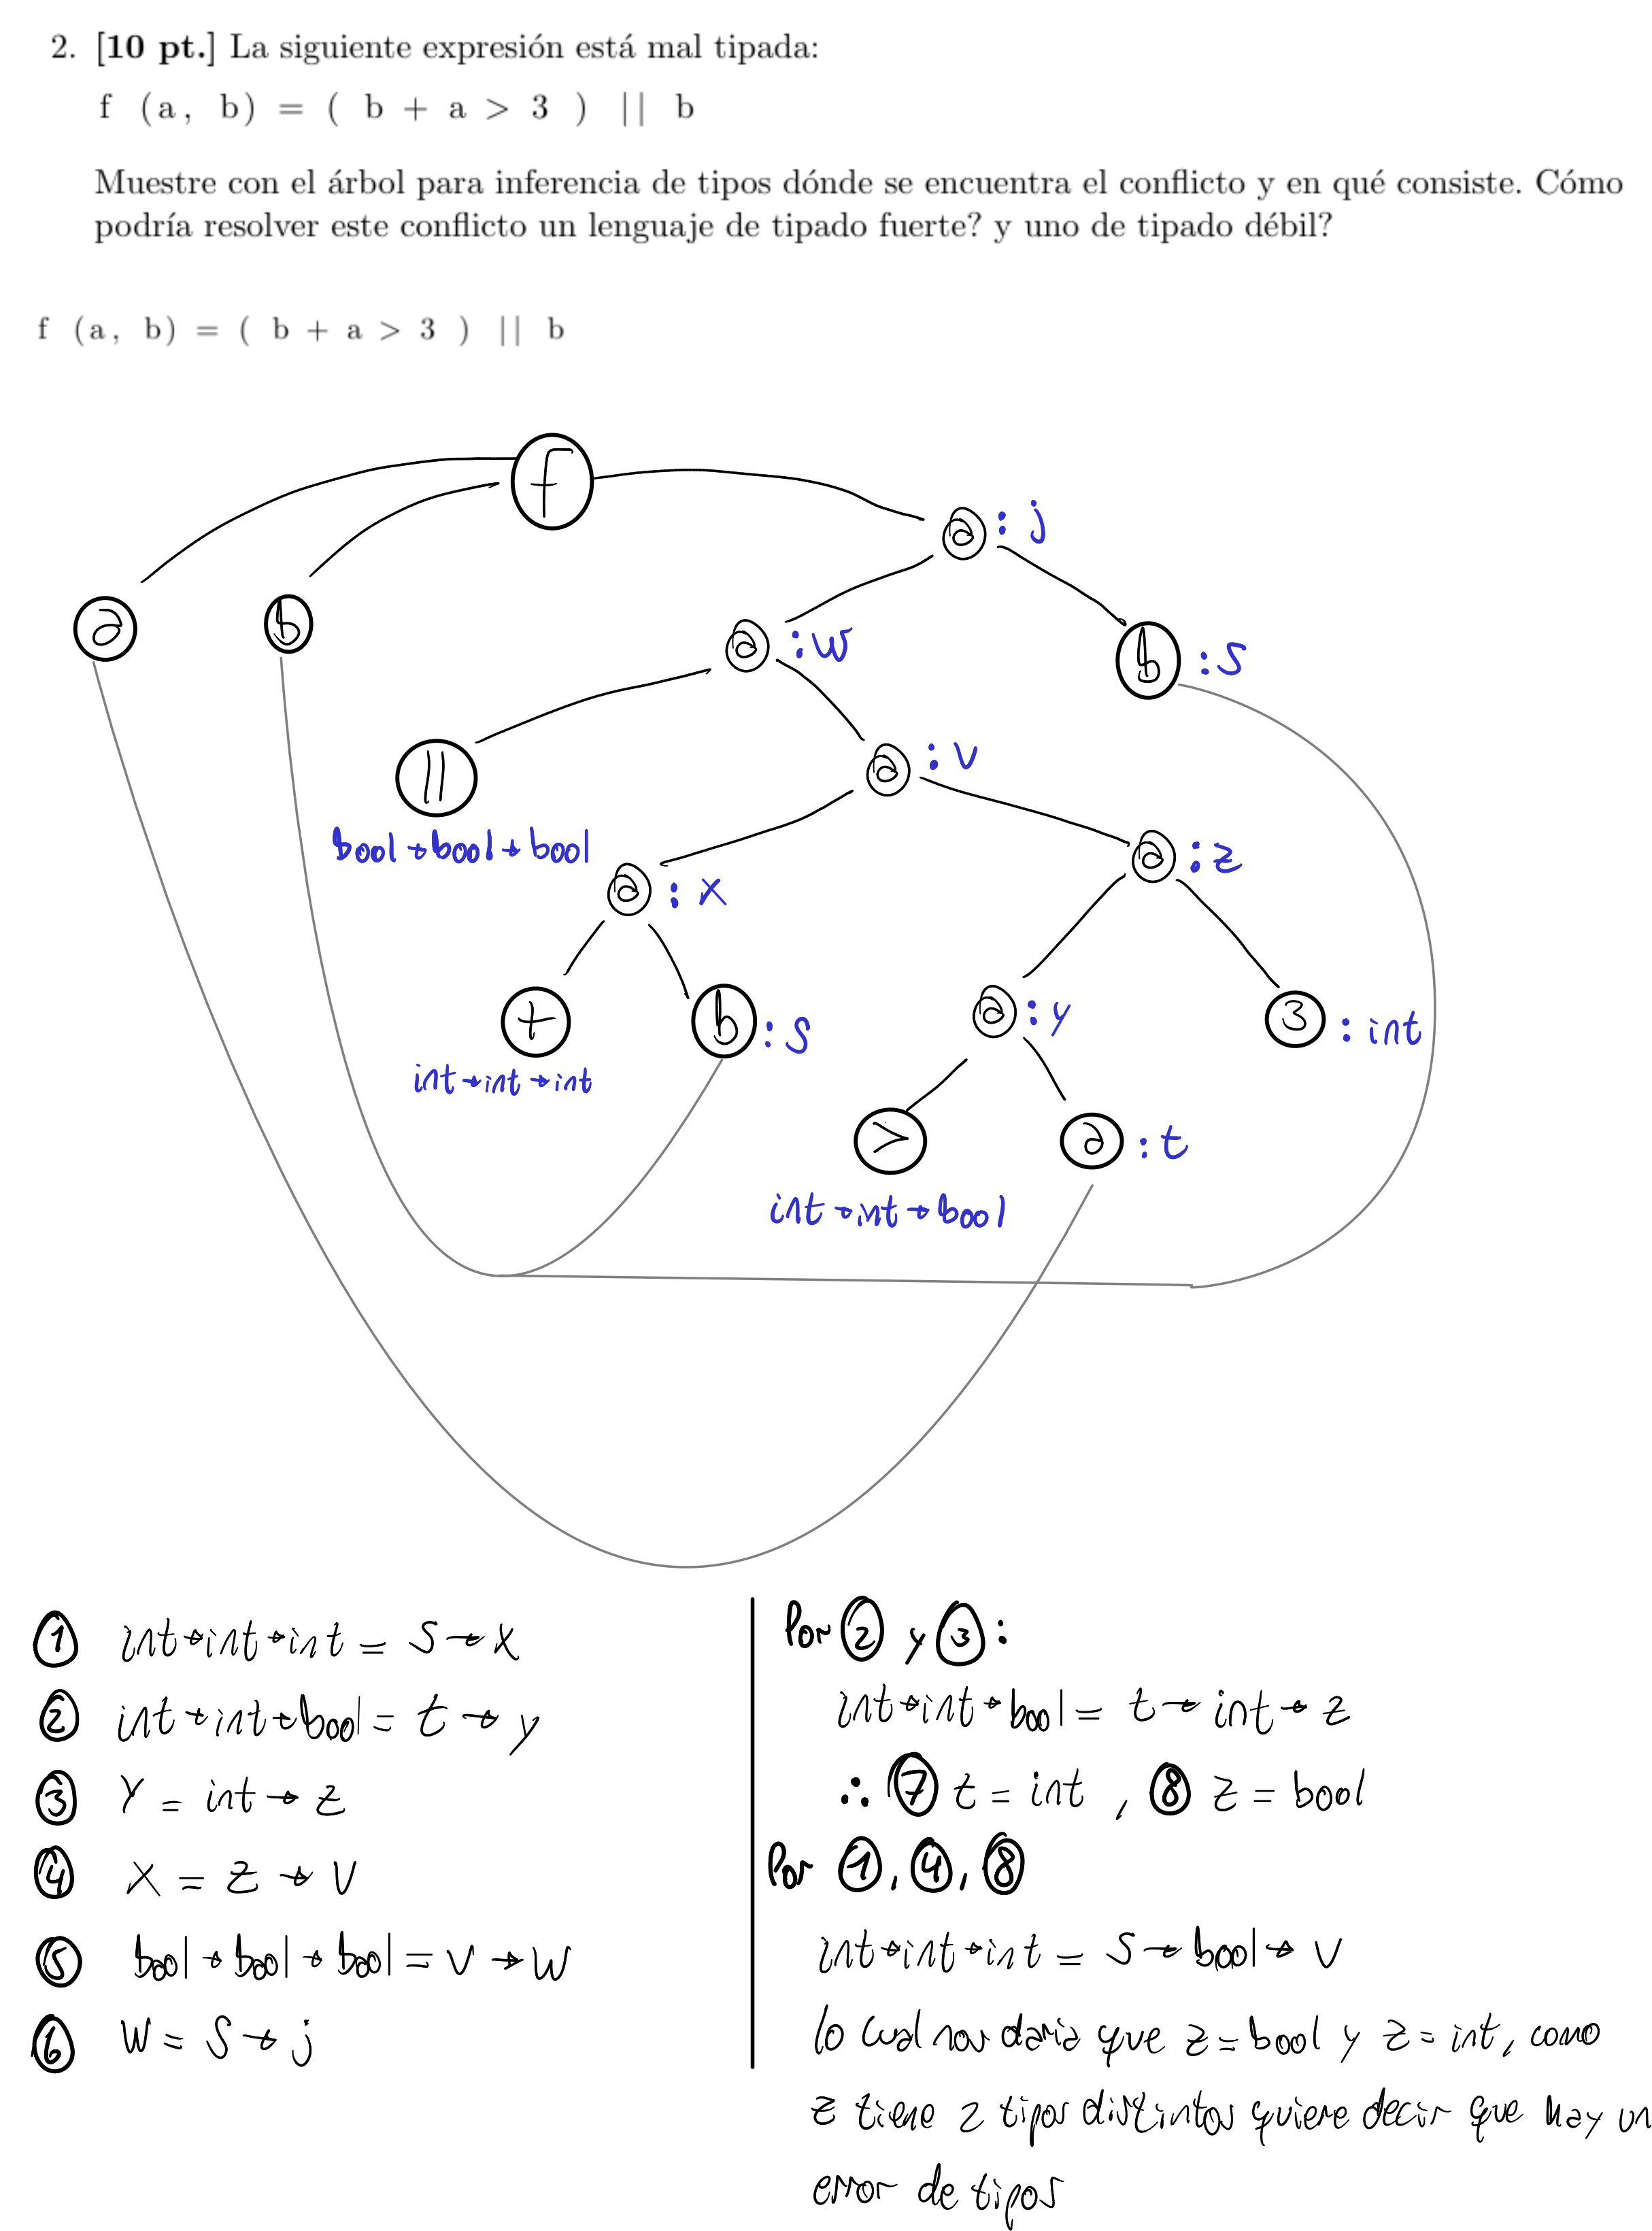 2. [10 pt.] La siguiente expresión está mal tipada:
f (a, b) = ( b + a > 3 ) || b
Muestre con el árbol para inferencia de tipos dónde se encuentra el conflicto y en qué consiste. Cómo
podría resolver este conflicto un lenguaje de tipado fuerte? y uno de tipado débil?
f (a, b) = ( b + a > 3 ) || b
f
@ : j
a
b
@ : w
b : s
||
@ : v
bool → bool → bool
@ : x
@ : z
+
b : s
@ : y
3 : int
int → int → int
>
a : t
int → int → bool
① int → int → int = s → x
② int → int → bool = t → y
③ Y = int → z
④ X = z → v
⑤ bool → bool → bool = v → w
⑥ W = s → j
Por ② y ③ :
int → int → bool = t → int → z
∴ ⑦ t = int , ⑧ z = bool
Por ①, ④, ⑧
int → int → int = s → bool → v
lo cual nos daria que z = bool y z = int, como
z tiene 2 tipos distintos quiere decir que hay un
error de tipos